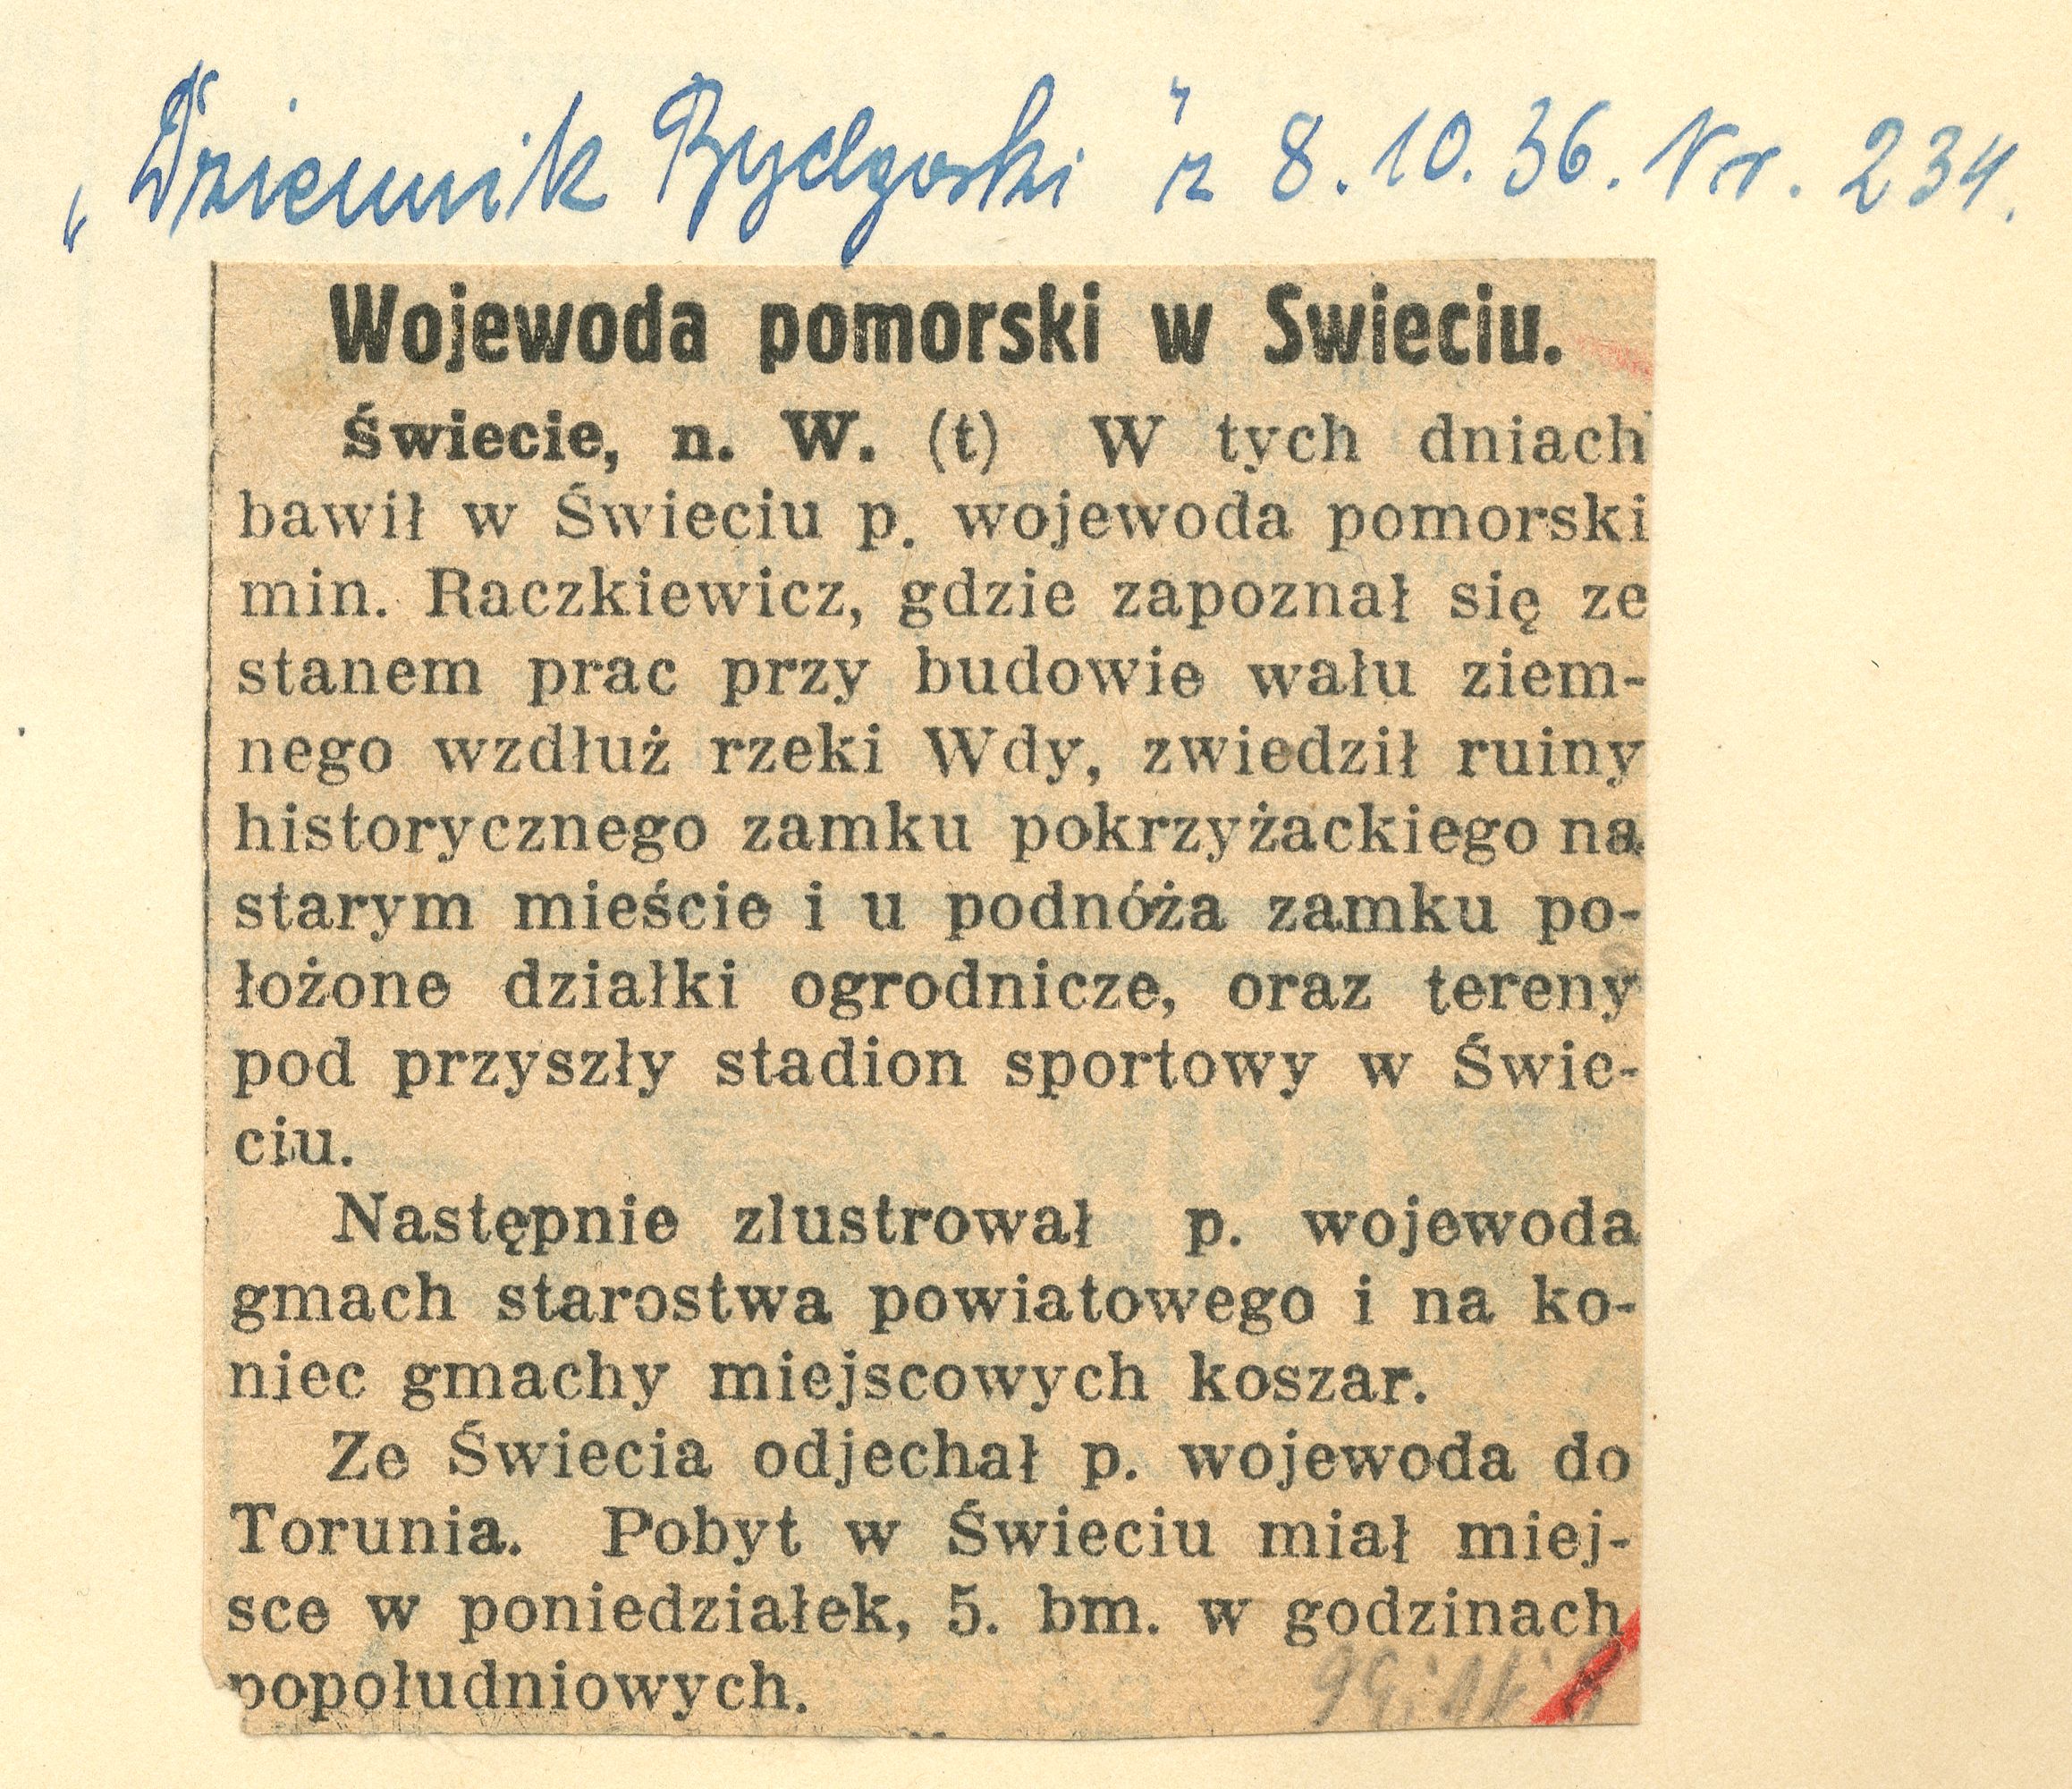 „Dziennik Bydgoski" z 8.10.36. Nr. 234.
Wojewoda pomorski w Swieciu.
Świecie, n. W. (t) W tych dniach
bawił w Świeciu p. wojewoda pomorski
min. Raczkiewicz, gdzie zapoznał się ze
stanem prac przy budowie wału ziem-
nego wzdłuż rzeki Wdy, zwiedził ruiny
historycznego zamku pokrzyżackiego na
starym mieście i u podnóża zamku po-
łożone działki ogrodnicze, oraz tereny
pod przyszły stadion sportowy w Świe-
ciu.
Następnie zlustrował p. wojewoda
gmach starostwa powiatowego i na ko-
niec gmachy miejscowych koszar.
Ze Świecia odjechał p. wojewoda do
Torunia. Pobyt w Świeciu miał miej-
sce w poniedziałek, 5. bm. w godzinach
popołudniowych.